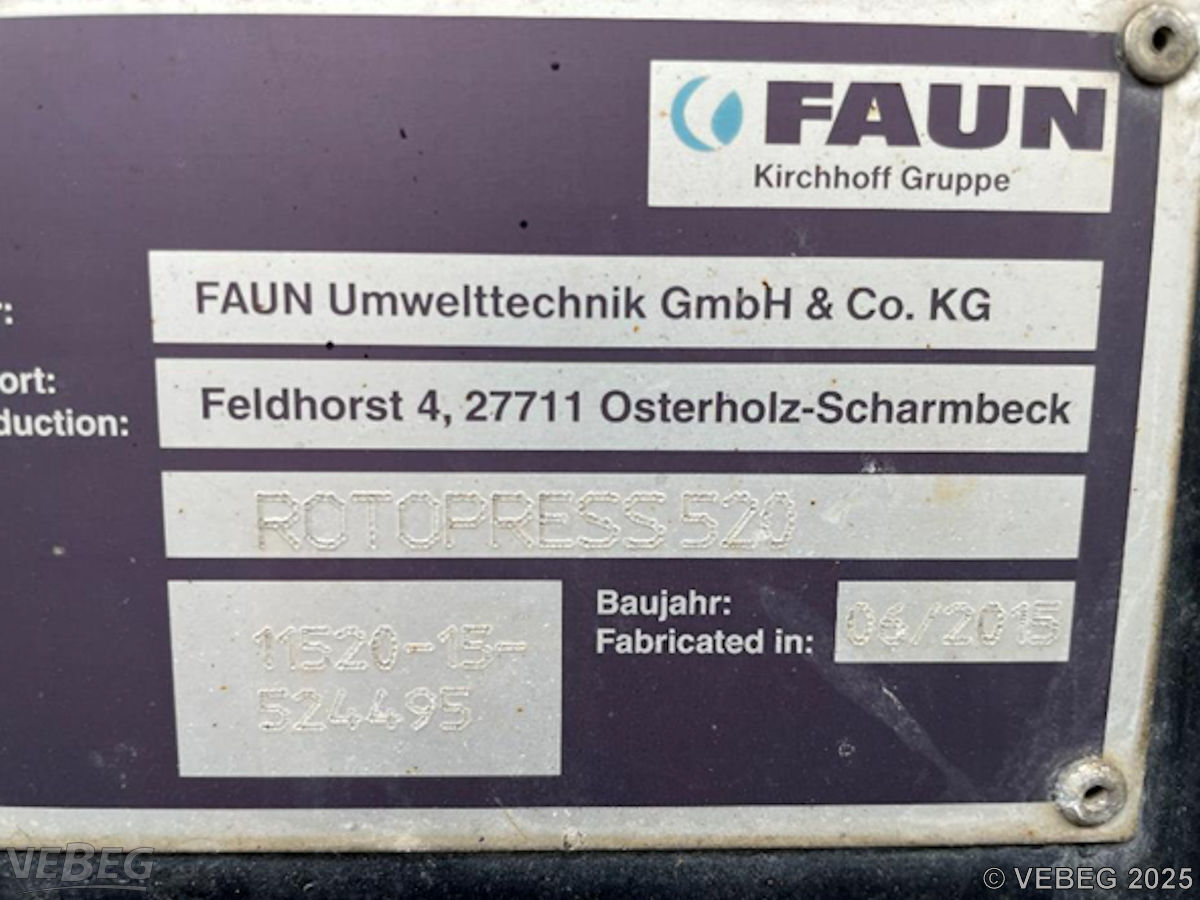 FAUN
Kirchhoff Gruppe
FAUN Umwelttechnik GmbH & Co. KG
r:
ort:
duction:
Feldhorst 4, 27711 Osterholz-Scharmbeck
ROTOPRESS 520
11520-15-
524495
Baujahr:
Fabricated in:
06/2015
VEBEG
© VEBEG 2025